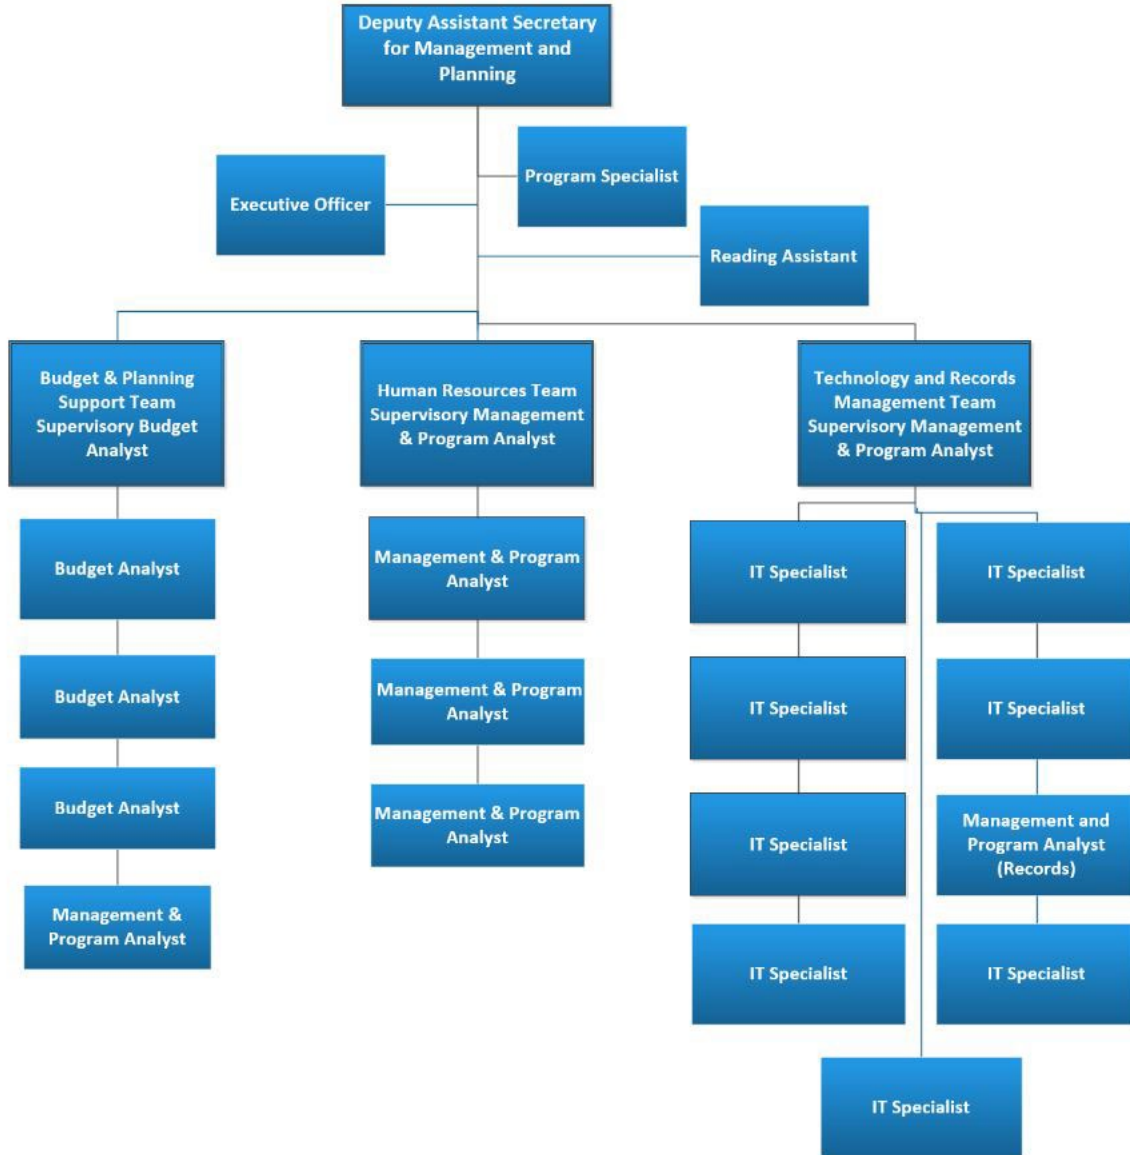 Deputy Assistant Secretary
for Management and
Planning
Program Specialist
Executive Officer
Reading Assistant
Budget & Planning
Support Team
Supervisory Budget
Analyst
Human Resources Team
Supervisory Management
& Program Analyst
Technology and Records
Management Team
Supervisory Management
& Program Analyst
Budget Analyst
Budget Analyst
Budget Analyst
Management &
Program Analyst
Management & Program
Analyst
Management & Program
Analyst
Management & Program
Analyst
IT Specialist
IT Specialist
IT Specialist
IT Specialist
IT Specialist
IT Specialist
Management and
Program Analyst
(Records)
IT Specialist
IT Specialist